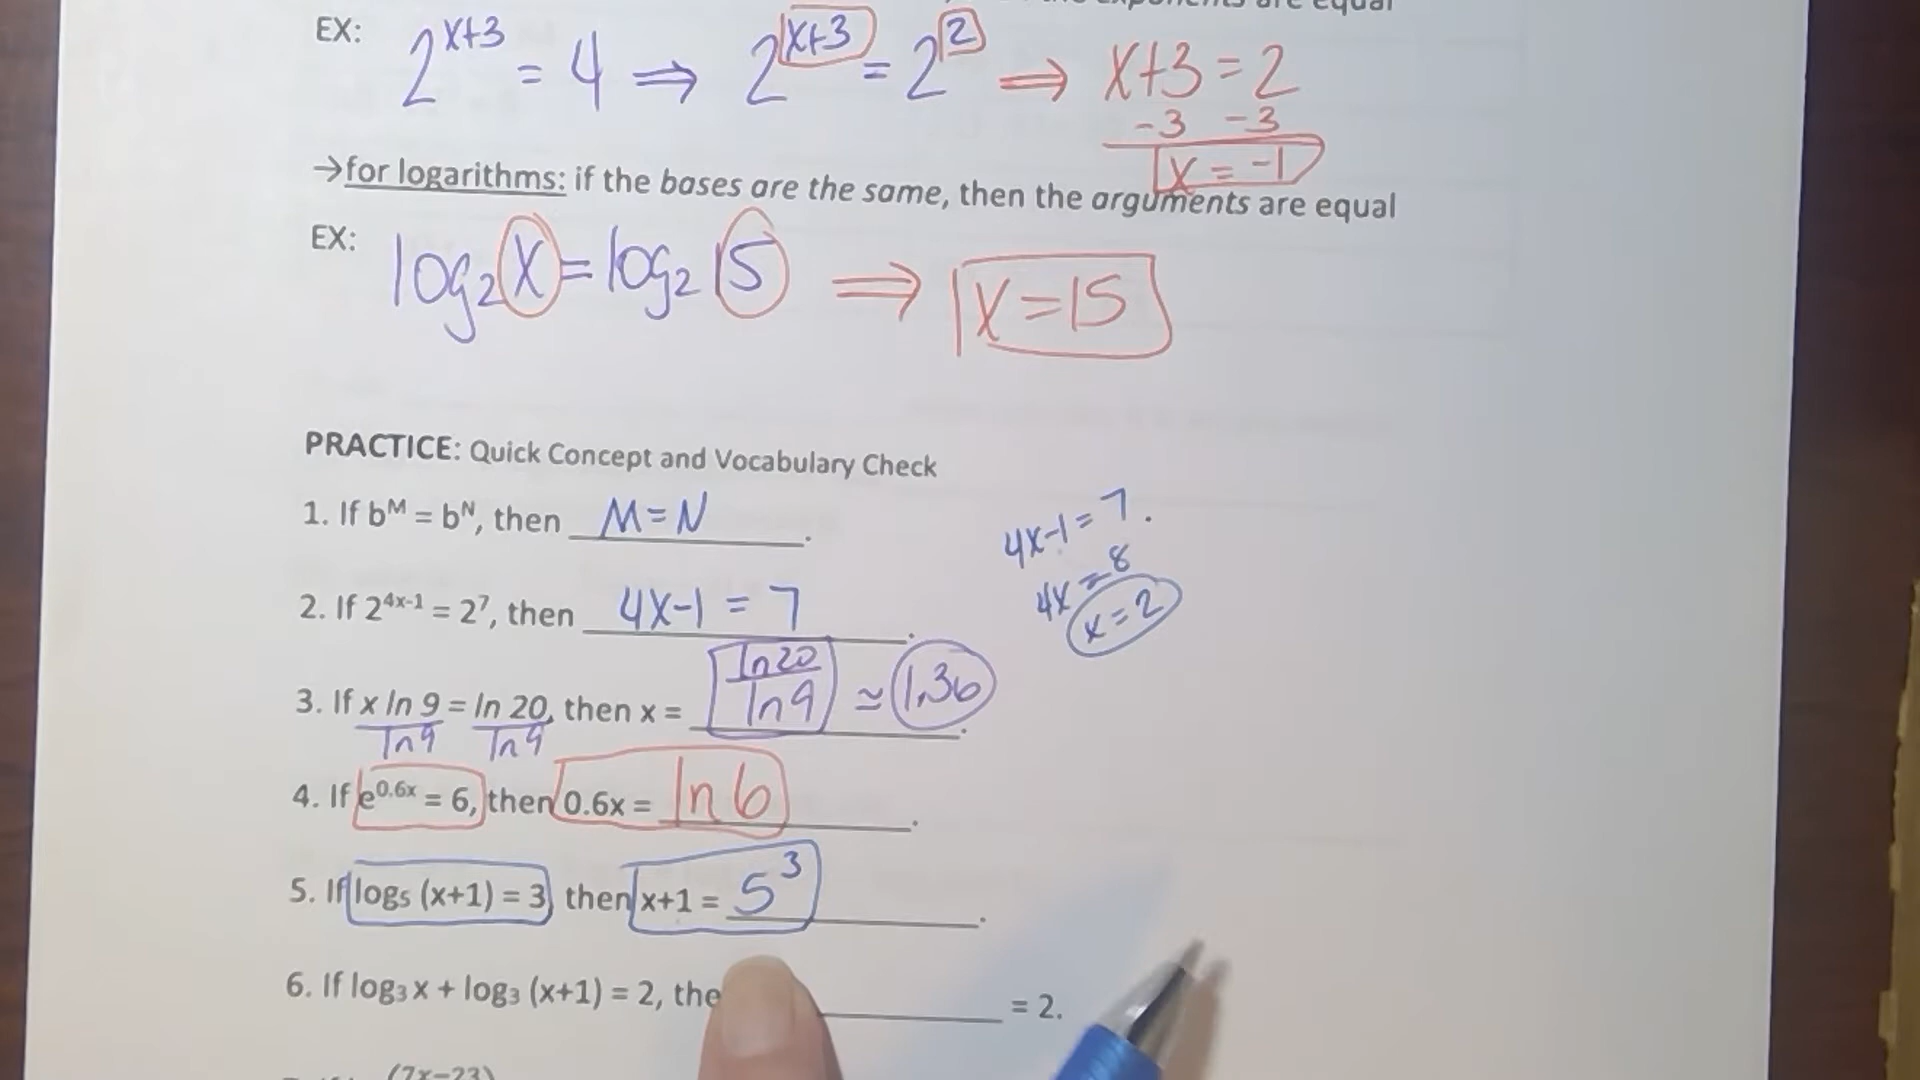 exponents are equal
EX: 2^(x+3) = 4 ⇒ 2^(x+3) = 2^2 ⇒ x+3 = 2
-3 -3
x = -1
→for logarithms: if the bases are the same, then the arguments are equal
EX: log₂ x = log₂ 15 ⇒ x = 15
PRACTICE: Quick Concept and Vocabulary Check
1. If b^M = b^N, then M = N.
4x-1 = 7.
4x = 8
x = 2
2. If 2^(4x-1) = 2^7, then 4x-1 = 7.
3. If x ln 9 = ln 20, then x = ln20/ln9 ≃ 1.36.
ln9 ln9
4. If e^(0.6x) = 6, then 0.6x = ln 6.
5. If log₅ (x+1) = 3, then x+1 = 5^3.
6. If log₃ x + log₃ (x+1) = 2, the = 2.
(7x-23)